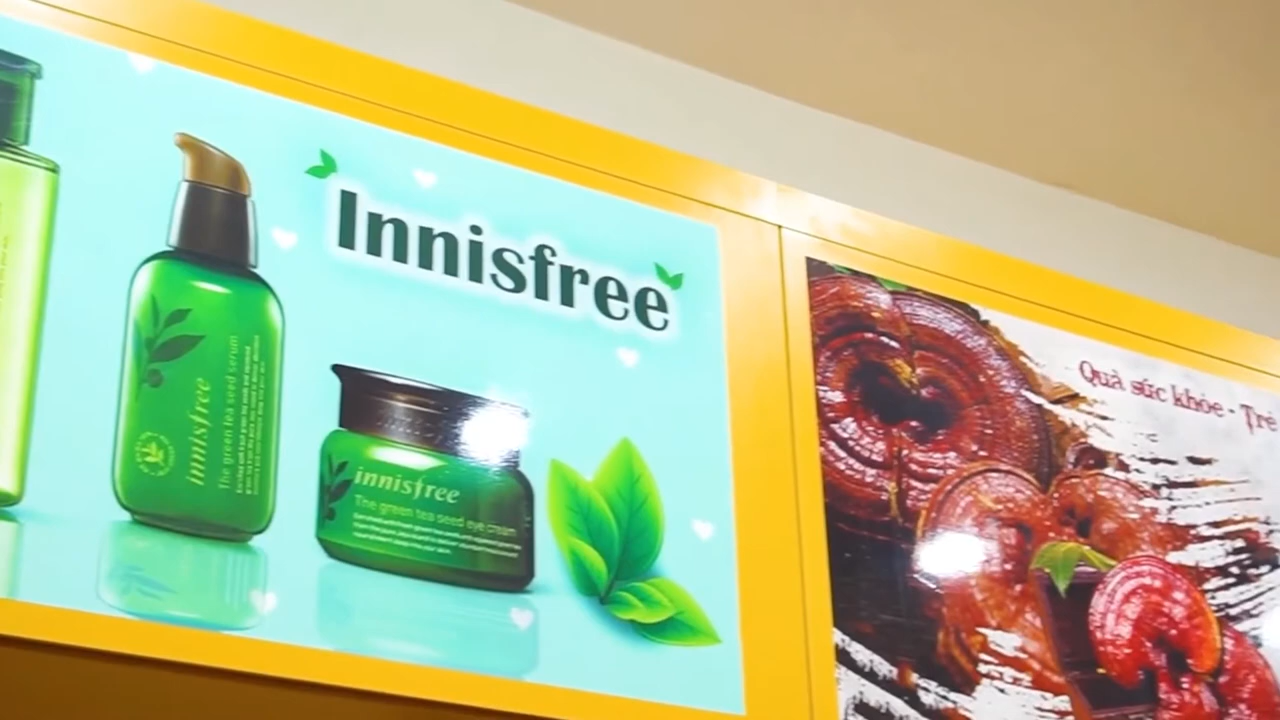 Innisfree
innisfree
The green tea seed serum
innisfree
The green tea seed eye cream
Quà sức khỏe - Trẻ